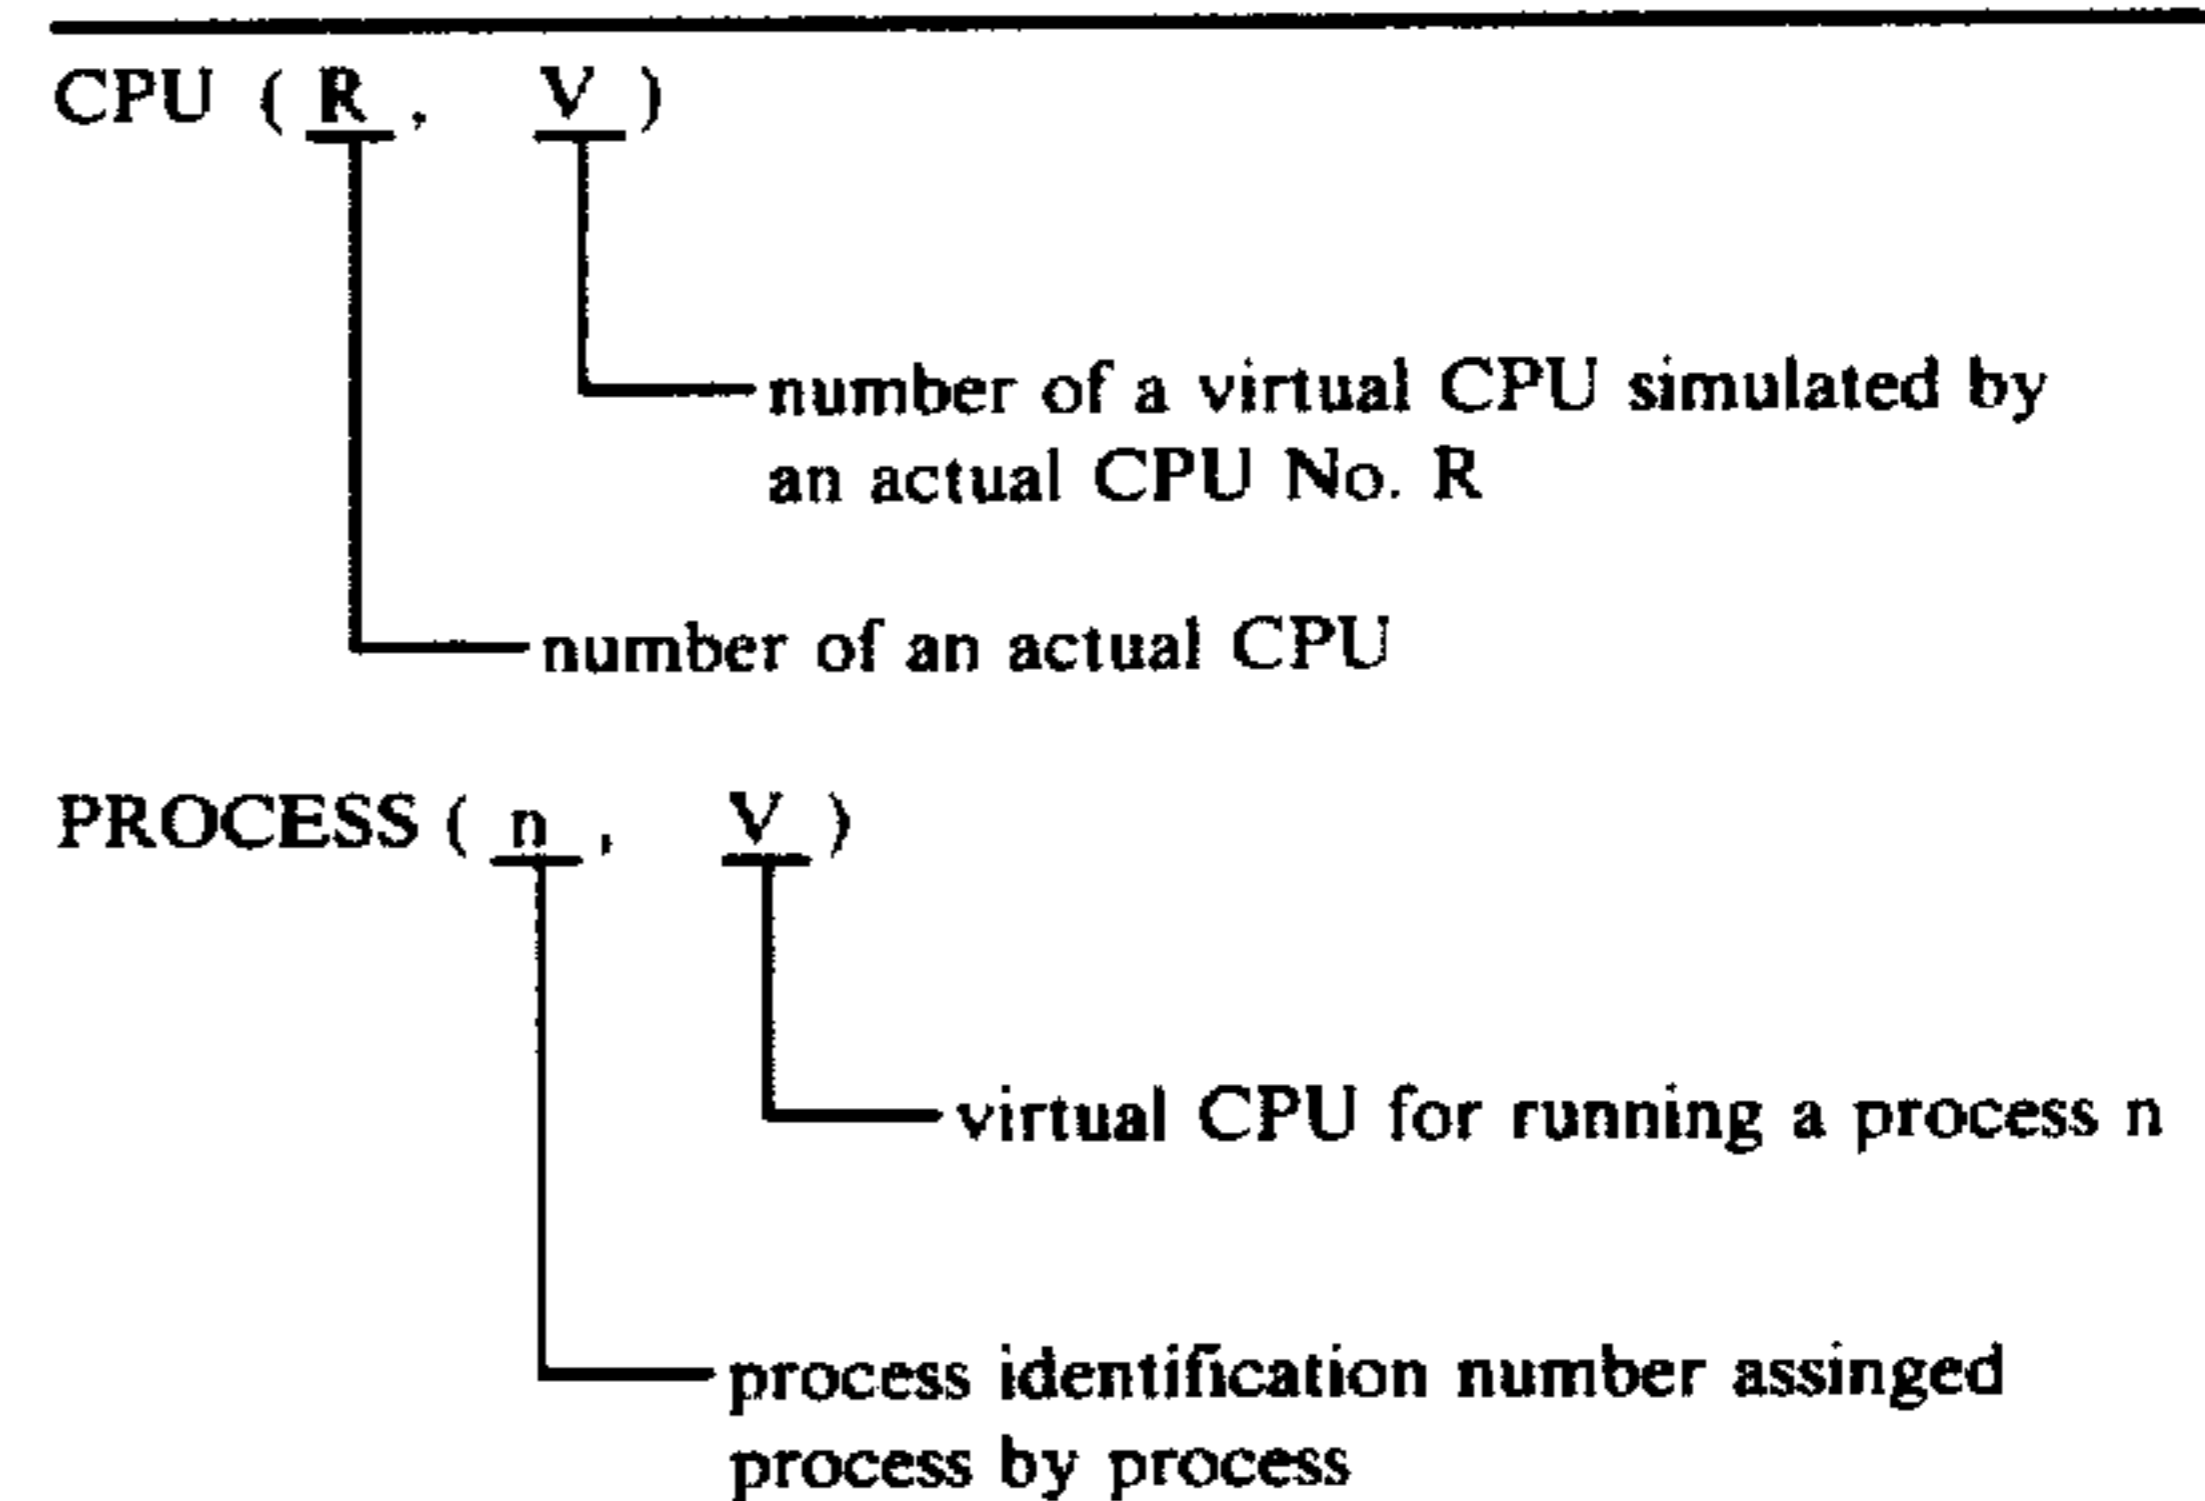 CPU ( R , V )
number of a virtual CPU simulated by
an actual CPU No. R
number of an actual CPU
PROCESS ( n , V )
virtual CPU for running a process n
process identification number assinged
process by process